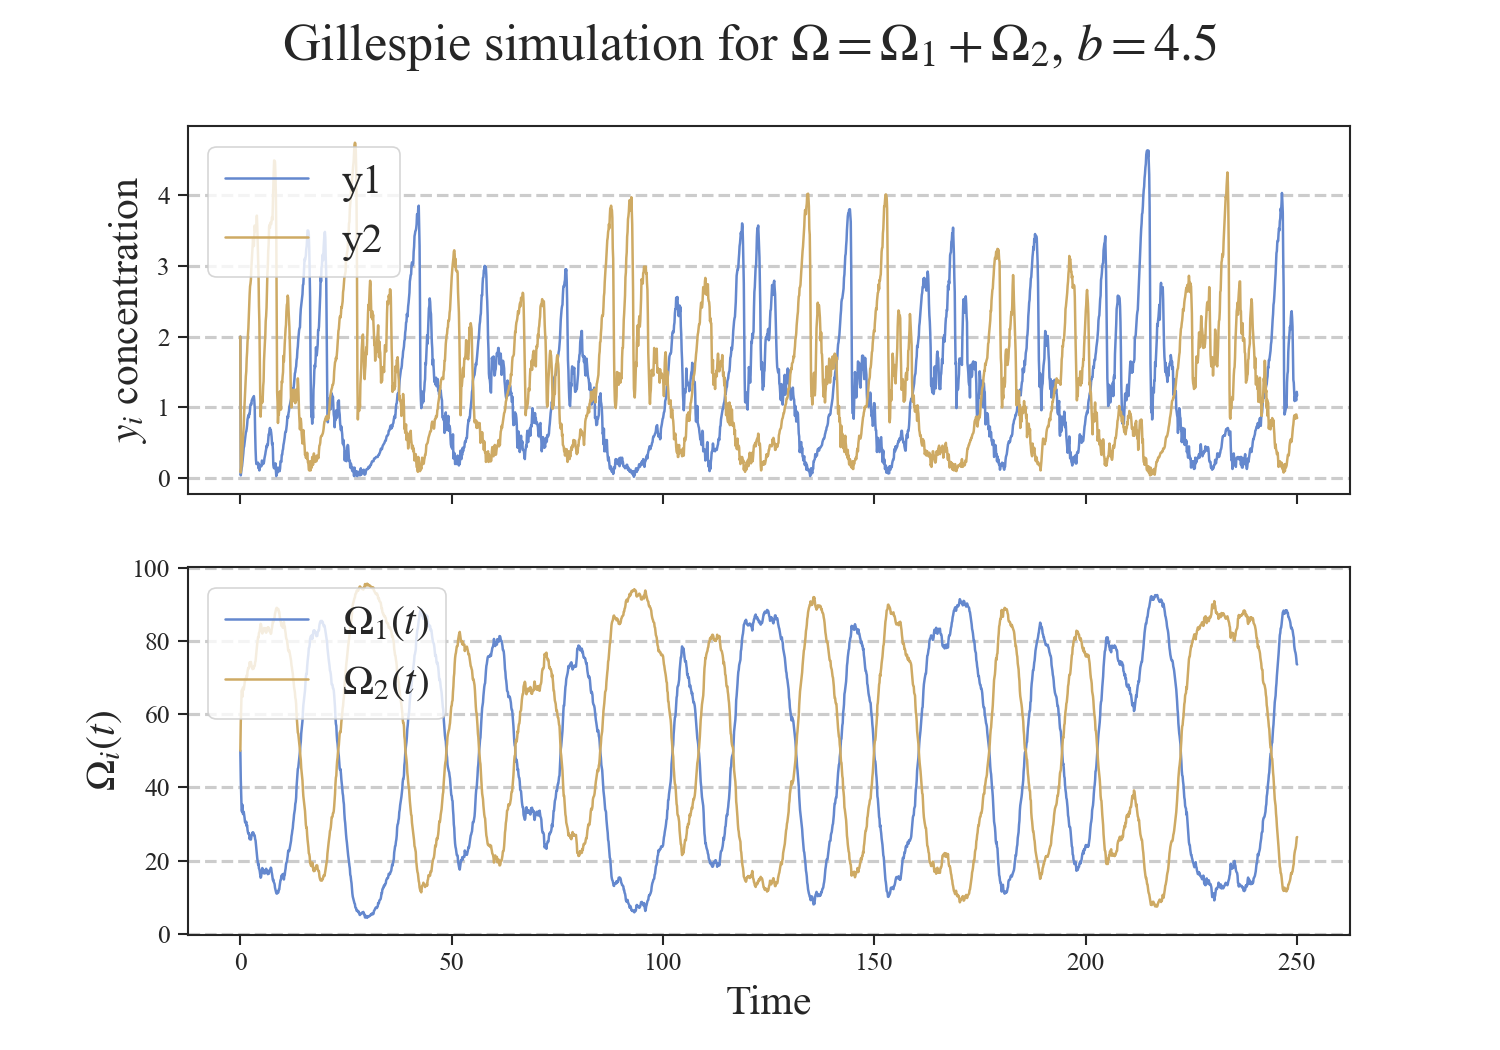 Gillespie simulation for Ω = Ω₁ + Ω₂, b = 4.5
y1
y2
yᵢ concentration
4
3
2
1
0
Ω₁(t)
Ω₂(t)
Ωᵢ(t)
100
80
60
40
20
0
0 50 100 150 200 250
Time